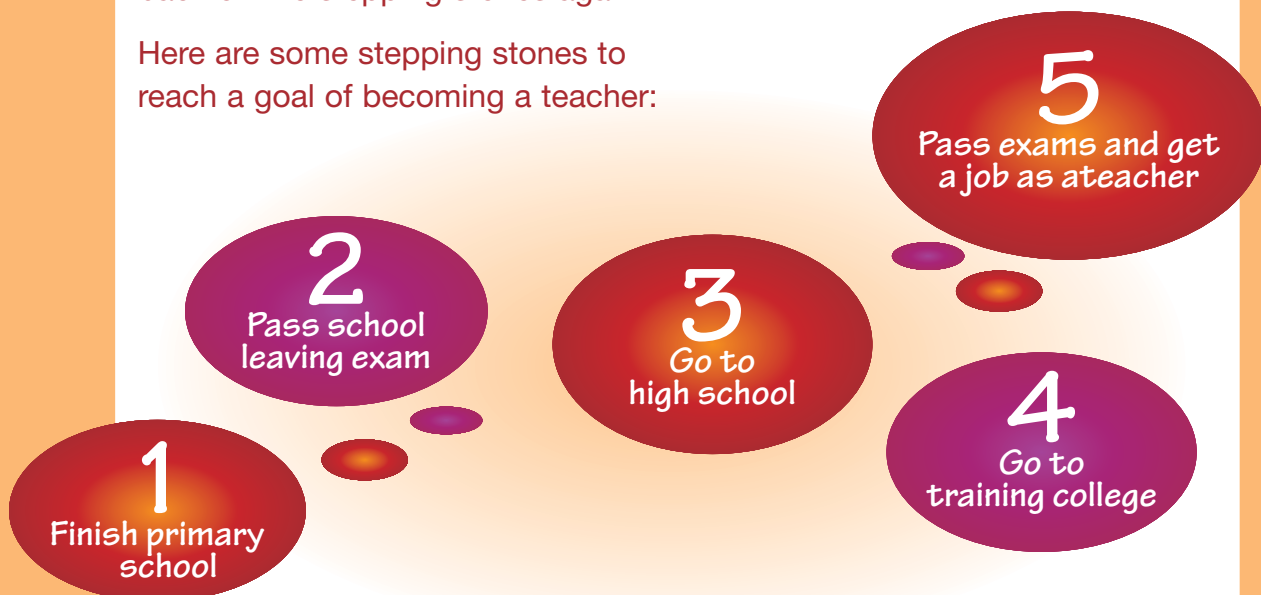 Here are some stepping stones to
reach a goal of becoming a teacher:
5
Pass exams and get
a job as ateacher
2
Pass school
leaving exam
3
Go to
high school
4
Go to
training college
1
Finish primary
school